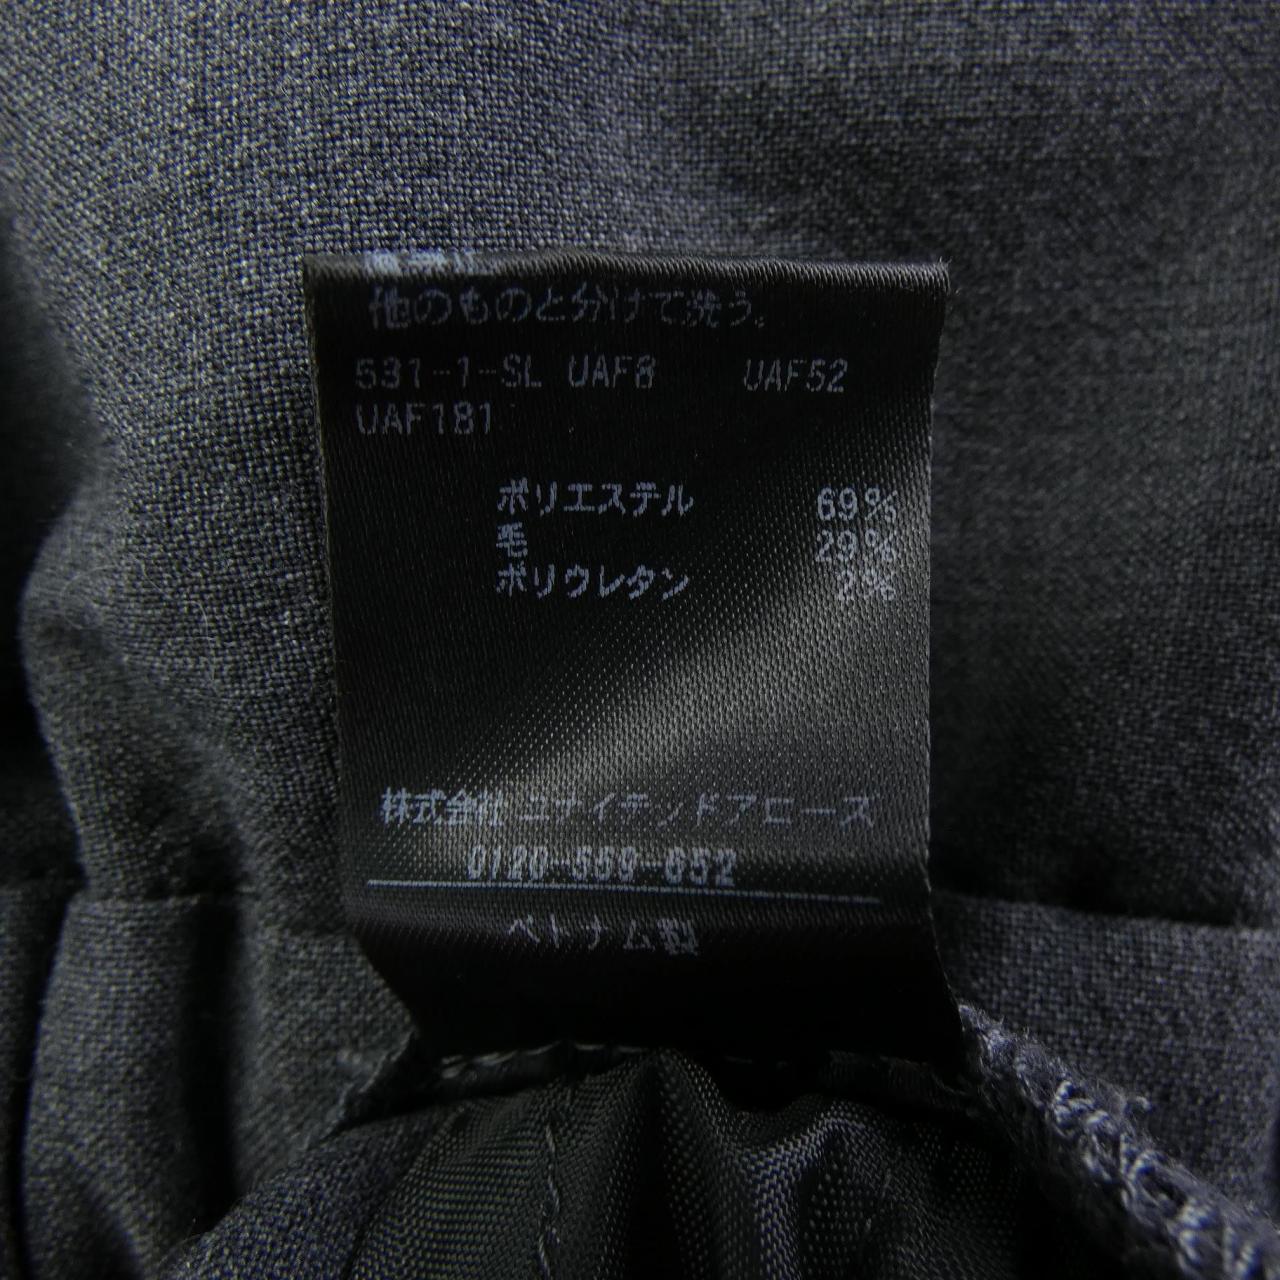 他のものと分けて洗う。
531-1-SL UAF8 UAF52
UAF181
ポリエステル 69%
毛 29%
ポリウレタン 2%
株式会社 ユナイテッドアローズ
0120-559-652
ベトナム製